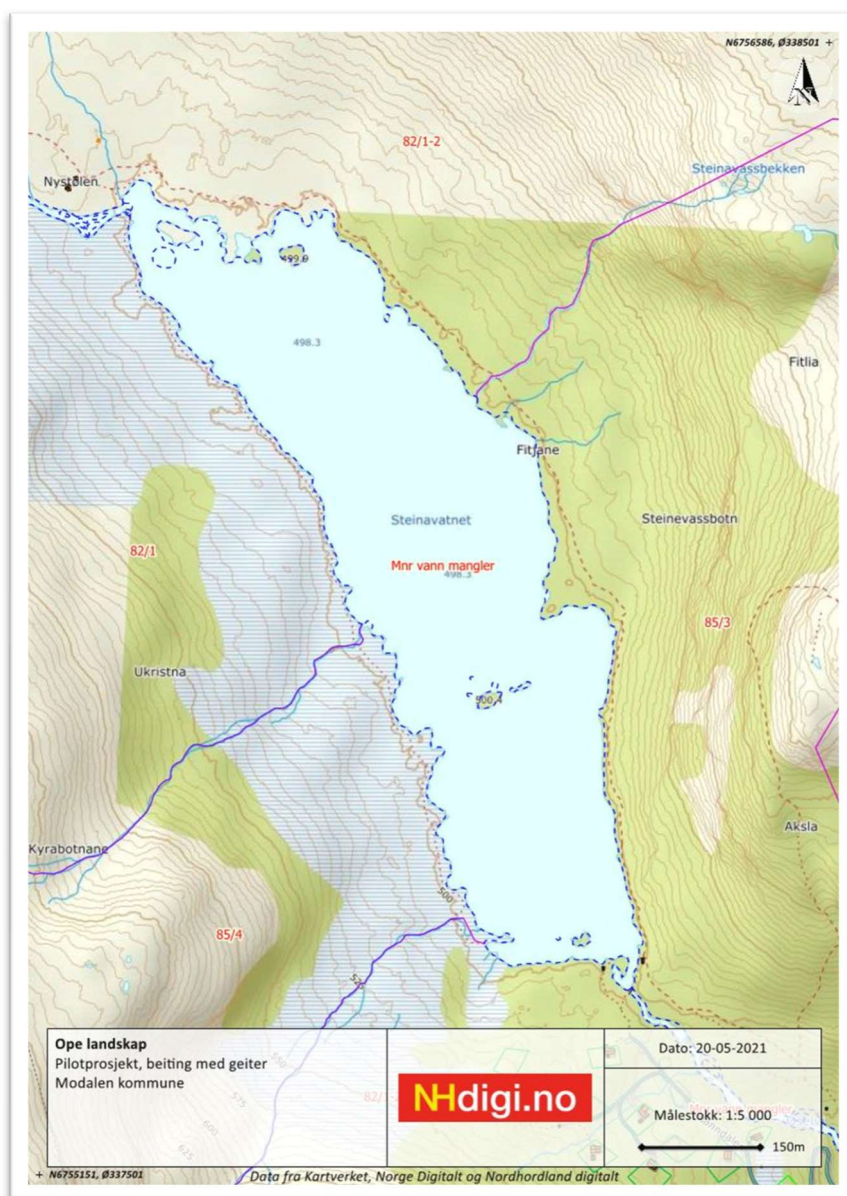 N6756586, Ø338501 +
N
82/1-2
Steinavassbekken
Nystølen
499.9
498.3
Fitlia
Fitjane
Steinavatnet
Steinevassbotn
Mnr vann mangler
498.3
82/1
85/3
Ukristna
500.4
Aksla
Kyrabotnane
500
85/4
525
Ope landskap
Pilotprosjekt, beiting med geiter
Modalen kommune
NHdigi.no
Dato: 20-05-2021
Målestokk: 1:5 000
150m
550
575
600
625
+ N6755151, Ø337501
Data fra Kartverket, Norge Digitalt og Nordhordland digitalt